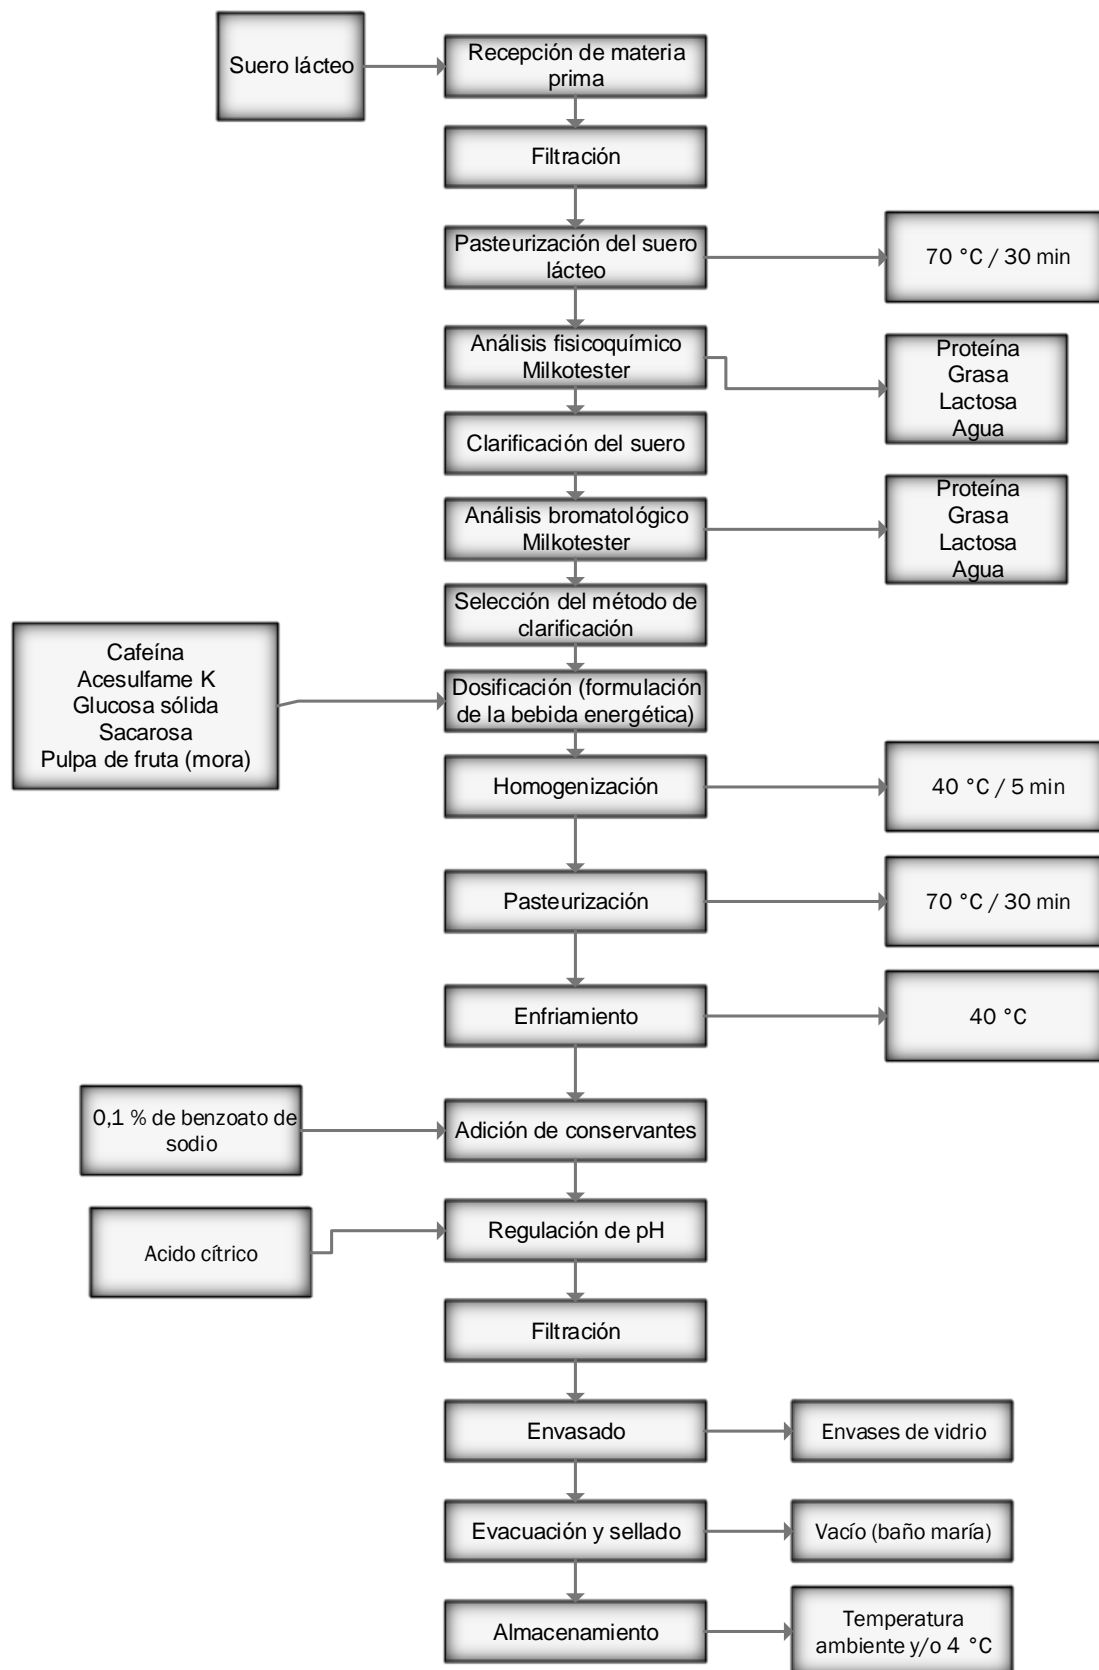 Suero lácteo
Recepción de materia
prima
Filtración
Pasteurización del suero
lácteo
70 °C / 30 min
Análisis fisicoquímico
Milkotester
Proteína
Grasa
Lactosa
Agua
Clarificación del suero
Análisis bromatológico
Milkotester
Proteína
Grasa
Lactosa
Agua
Selección del método de
clarificación
Cafeína
Acesulfame K
Glucosa sólida
Sacarosa
Pulpa de fruta (mora)
Dosificación (formulación
de la bebida energética)
Homogenización
40 °C / 5 min
Pasteurización
70 °C / 30 min
Enfriamiento
40 °C
0,1 % de benzoato de
sodio
Adición de conservantes
Acido cítrico
Regulación de pH
Filtración
Envasado
Envases de vidrio
Evacuación y sellado
Vacío (baño maría)
Almacenamiento
Temperatura
ambiente y/o 4 °C